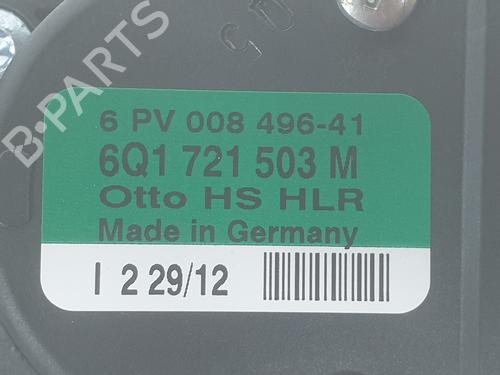 B-PARTS
6 PV 008 496-41
6Q1 721 503 M
Otto HS HLR
Made in Germany
I 2 29/12